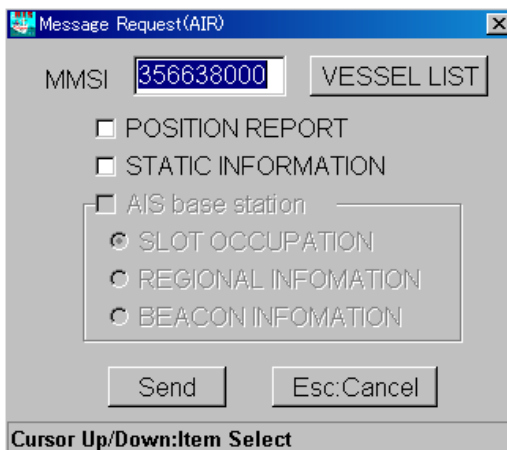 Message Request(AIR)
MMSI 356638000 VESSEL LIST
POSITION REPORT
STATIC INFORMATION
AIS base station
SLOT OCCUPATION
REGIONAL INFOMATION
BEACON INFOMATION
Send Esc:Cancel
Cursor Up/Down:Item Select